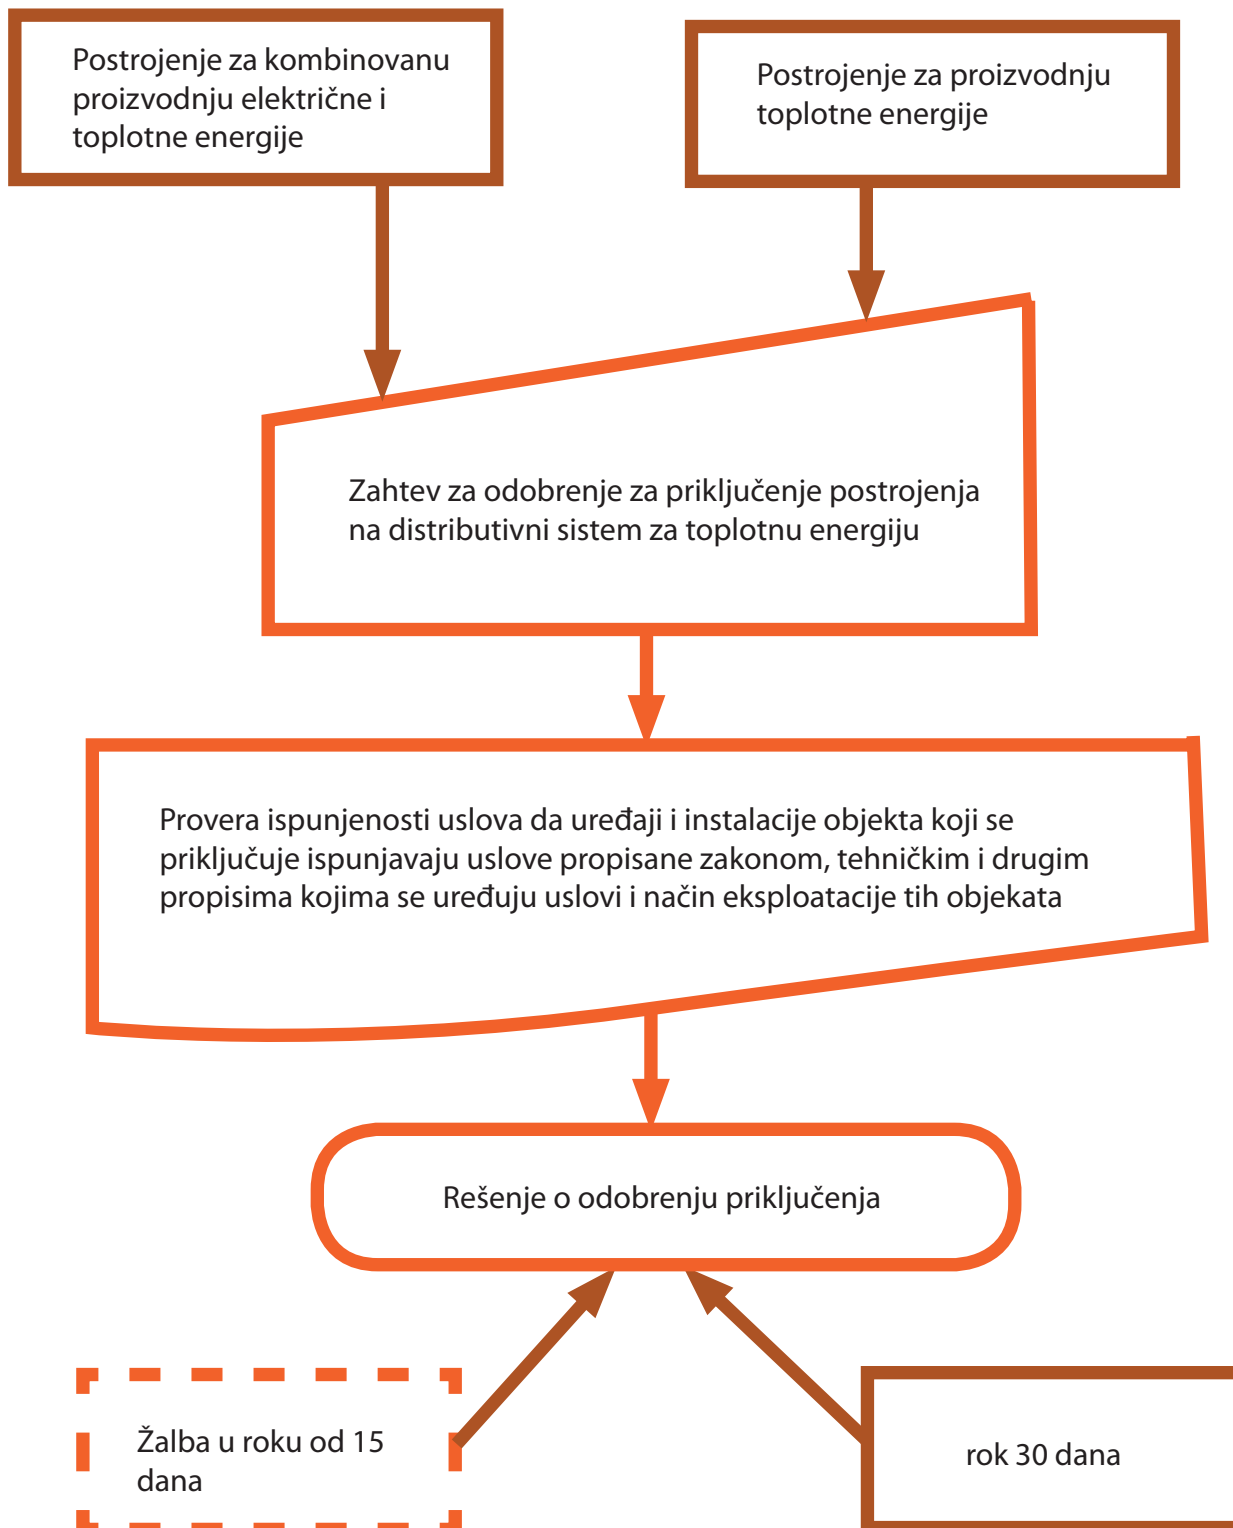 Postrojenje za kombinovanu
proizvodnju električne i
toplotne energije
Postrojenje za proizvodnju
toplotne energije
Zahtev za odobrenje za priključenje postrojenja
na distributivni sistem za toplotnu energiju
Provera ispunjenosti uslova da uređaji i instalacije objekta koji se
priključuje ispunjavaju uslove propisane zakonom, tehničkim i drugim
propisima kojima se uređuju uslovi i način eksploatacije tih objekata
Rešenje o odobrenju priključenja
Žalba u roku od 15
dana
rok 30 dana